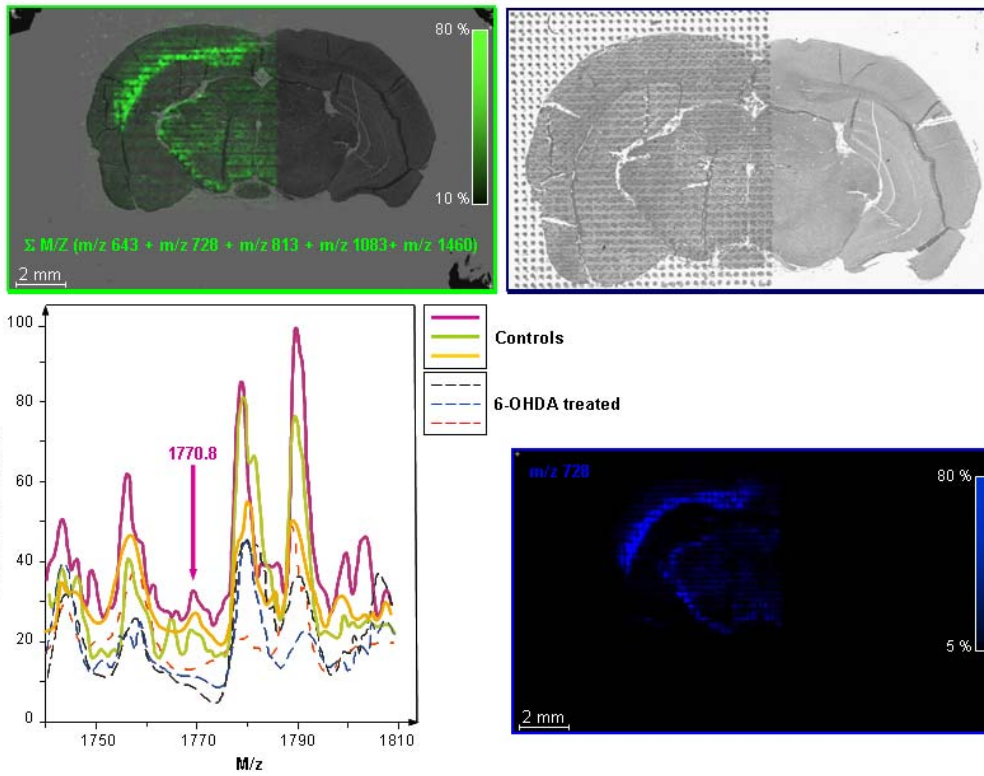 80 %
10 %
Σ M/Z (m/z 643 + m/z 728 + m/z 813 + m/z 1083+ m/z 1460)
2 mm
100
80
60
40
20
0
1750
1770
1790
1810
M/z
1770.8
Controls
6-OHDA treated
m/z 728
80 %
5 %
2 mm